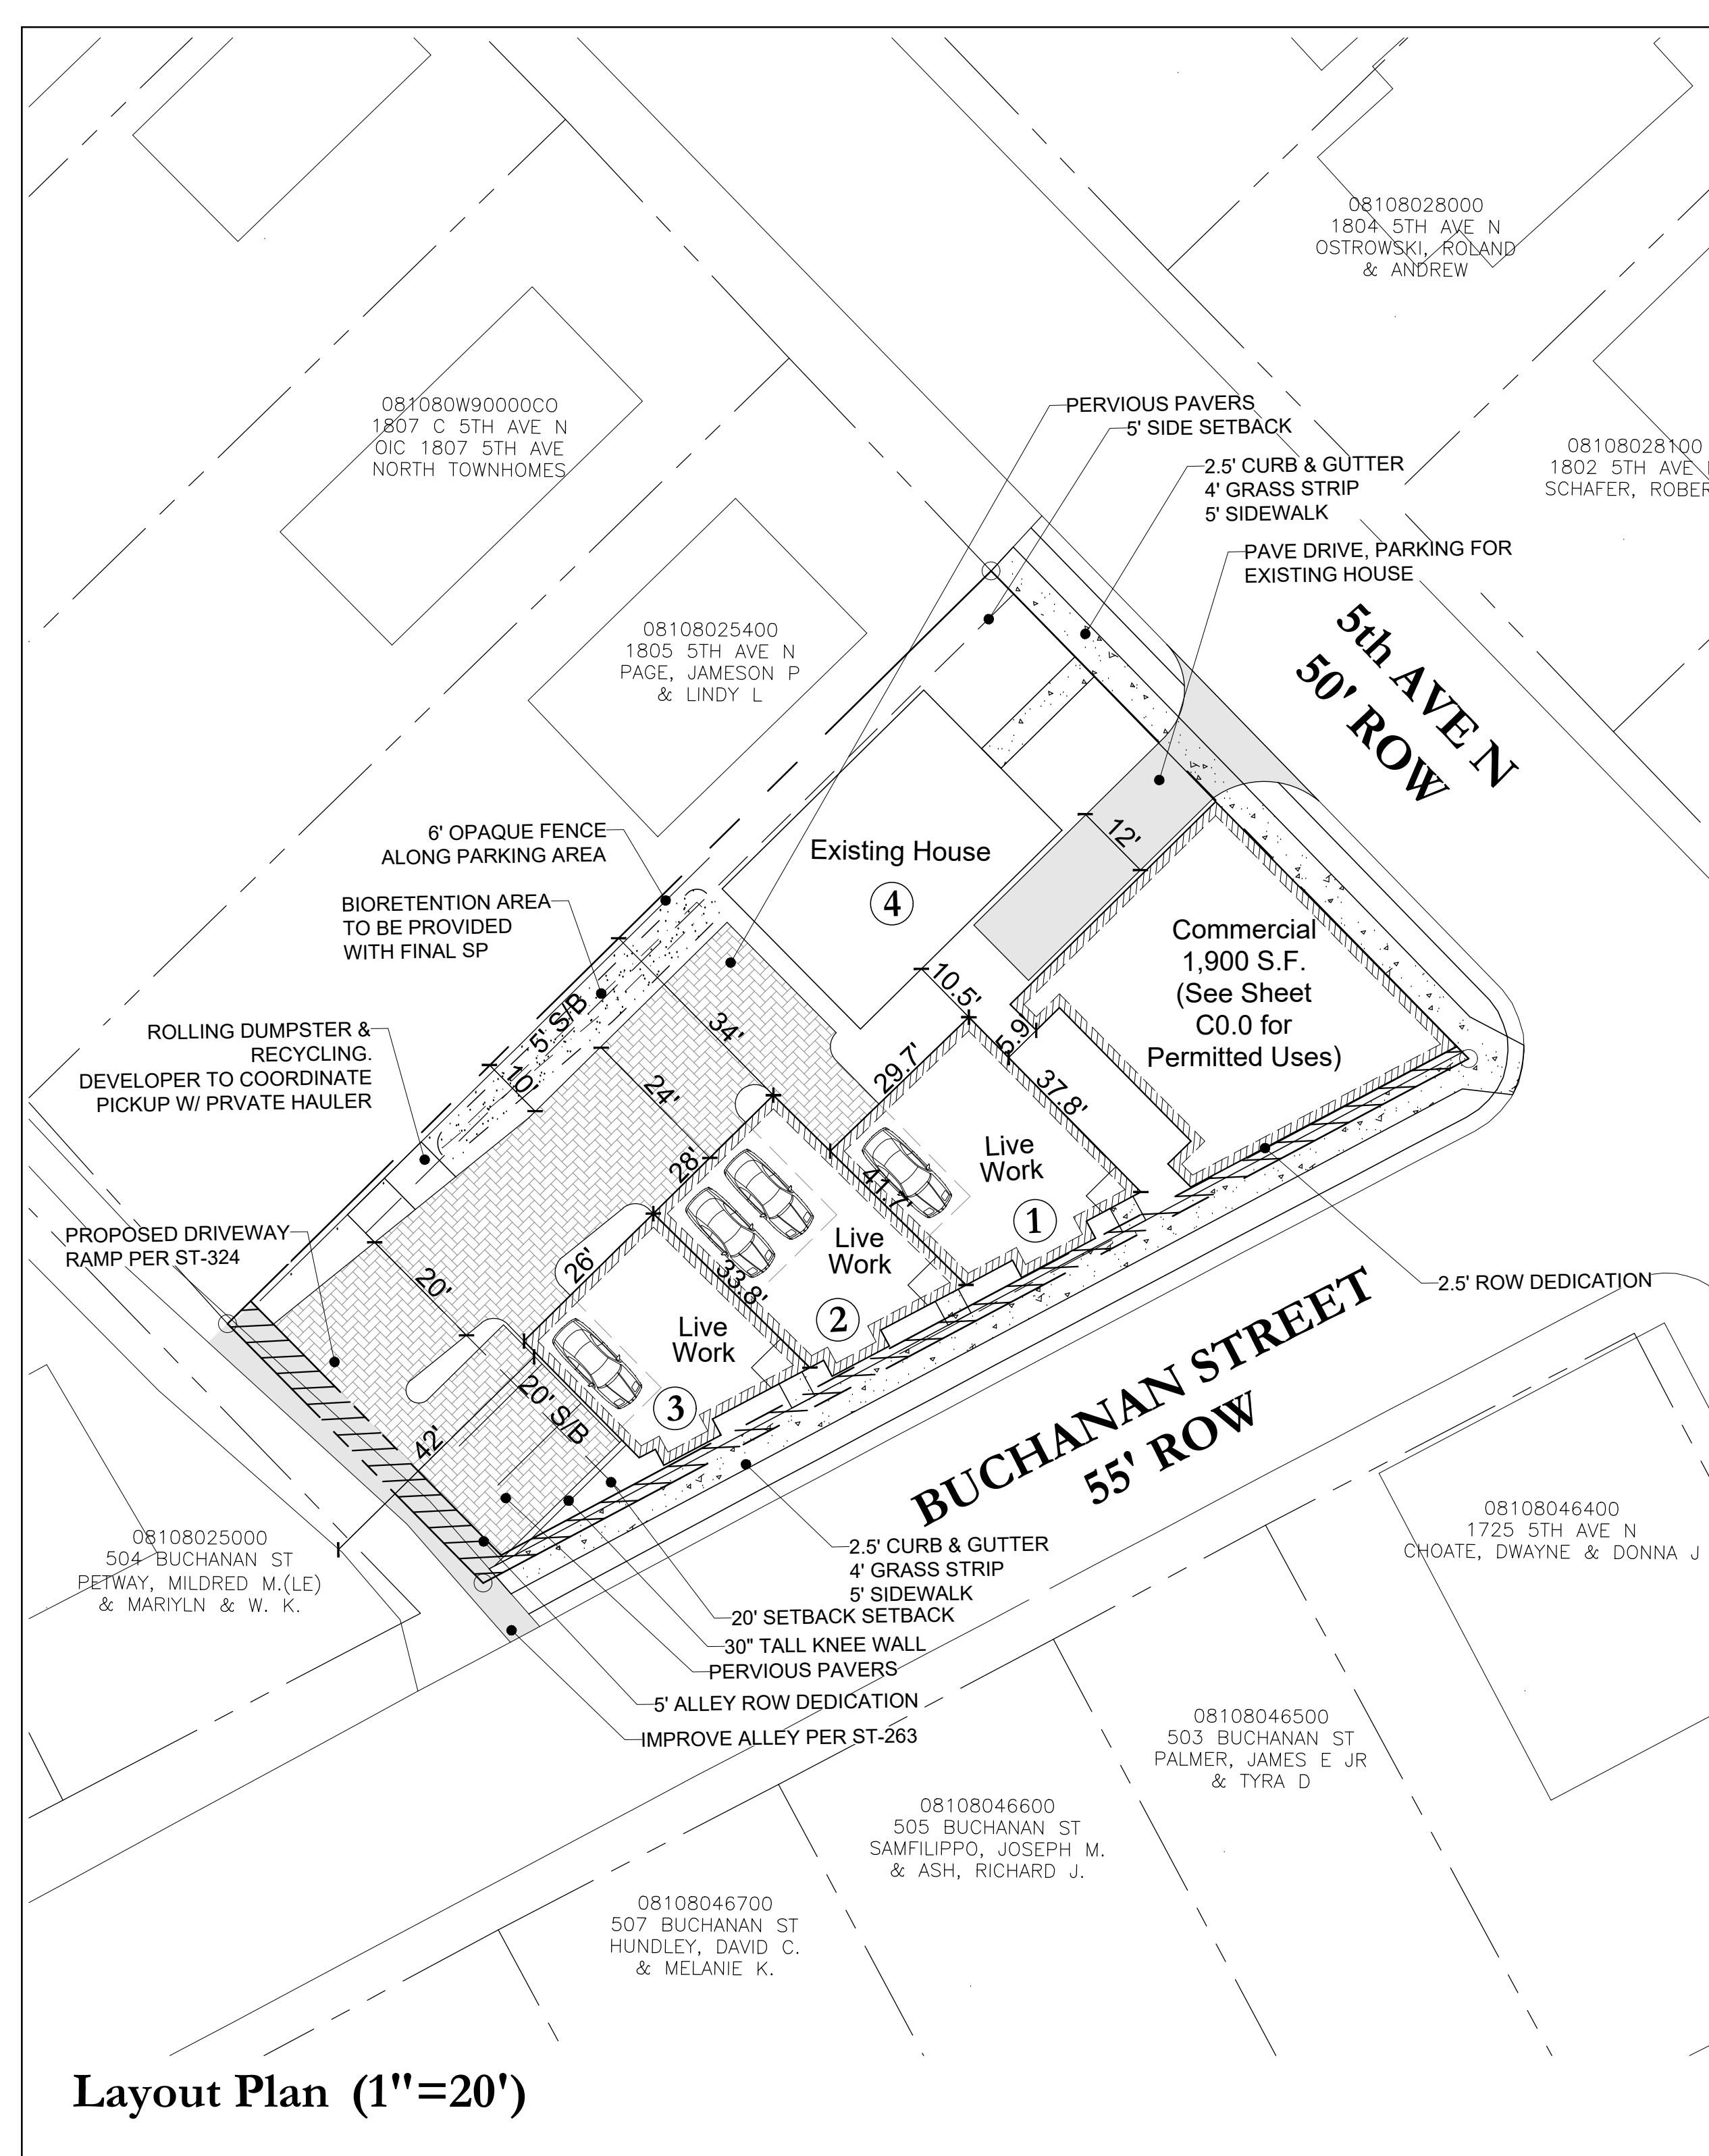 08108028000
1804 5TH AVE N
OSTROWSKI, ROLAND
& ANDREW
081080W90000CO
1807 C 5TH AVE N
OIC 1807 5TH AVE
NORTH TOWNHOMES
PERVIOUS PAVERS
5' SIDE SETBACK
2.5' CURB & GUTTER
4' GRASS STRIP
5' SIDEWALK
08108028100
1802 5TH AVE
SCHAFER, ROBER
PAVE DRIVE, PARKING FOR
EXISTING HOUSE
5th AVE N
50' ROW
08108025400
1805 5TH AVE N
PAGE, JAMESON P
& LINDY L
6' OPAQUE FENCE
ALONG PARKING AREA
BIORETENTION AREA
TO BE PROVIDED
WITH FINAL SP
Existing House
4
12'
Commercial
1,900 S.F.
(See Sheet
C0.0 for
Permitted Uses)
10.5'
5.9'
34'
5' S/B
10'
24'
29.7'
37.8'
ROLLING DUMPSTER &
RECYCLING.
DEVELOPER TO COORDINATE
PICKUP W/ PRVATE HAULER
28'
41.7'
Live
Work
1
Live
Work
2
PROPOSED DRIVEWAY
RAMP PER ST-324
20'
26'
33.8'
Live
Work
3
20' S/B
42'
2.5' ROW DEDICATION
BUCHANAN STREET
55' ROW
08108025000
504 BUCHANAN ST
PETWAY, MILDRED M.(LE)
& MARIYLN & W. K.
2.5' CURB & GUTTER
4' GRASS STRIP
5' SIDEWALK
20' SETBACK SETBACK
30" TALL KNEE WALL
PERVIOUS PAVERS
5' ALLEY ROW DEDICATION
IMPROVE ALLEY PER ST-263
08108046400
1725 5TH AVE N
CHOATE, DWAYNE & DONNA J
08108046500
503 BUCHANAN ST
PALMER, JAMES E JR
& TYRA D
08108046600
505 BUCHANAN ST
SAMFILIPPO, JOSEPH M.
& ASH, RICHARD J.
08108046700
507 BUCHANAN ST
HUNDLEY, DAVID C.
& MELANIE K.
Layout Plan (1"=20')